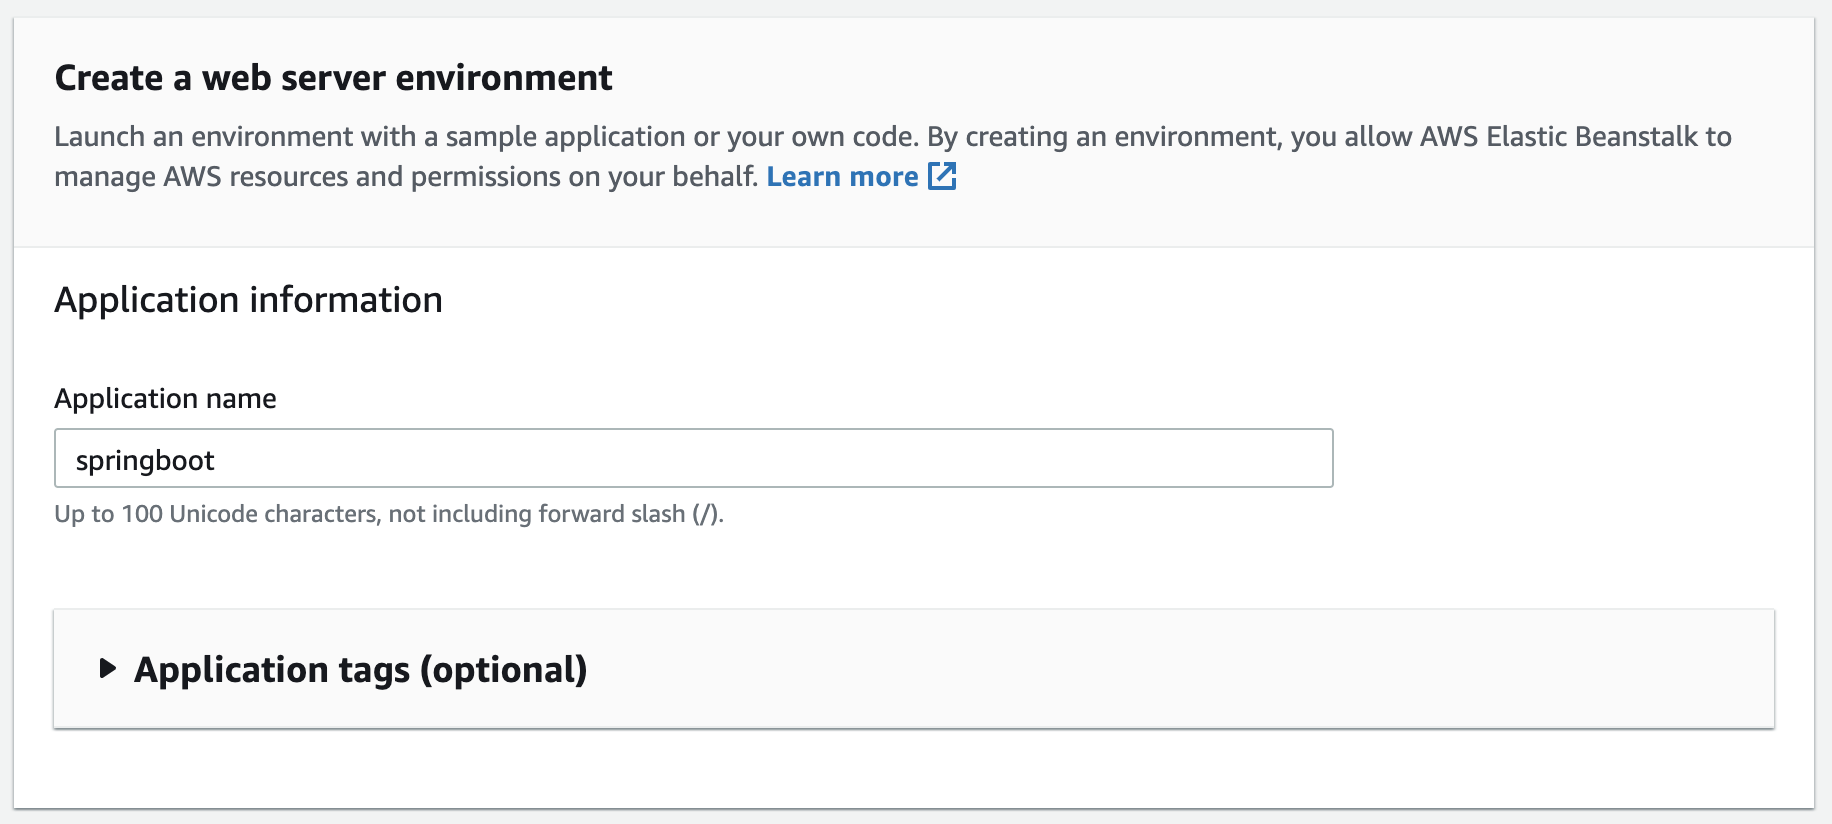 Create a web server environment
Launch an environment with a sample application or your own code. By creating an environment, you allow AWS Elastic Beanstalk to
manage AWS resources and permissions on your behalf. Learn more
Application information
Application name
springboot
Up to 100 Unicode characters, not including forward slash (/).
Application tags (optional)